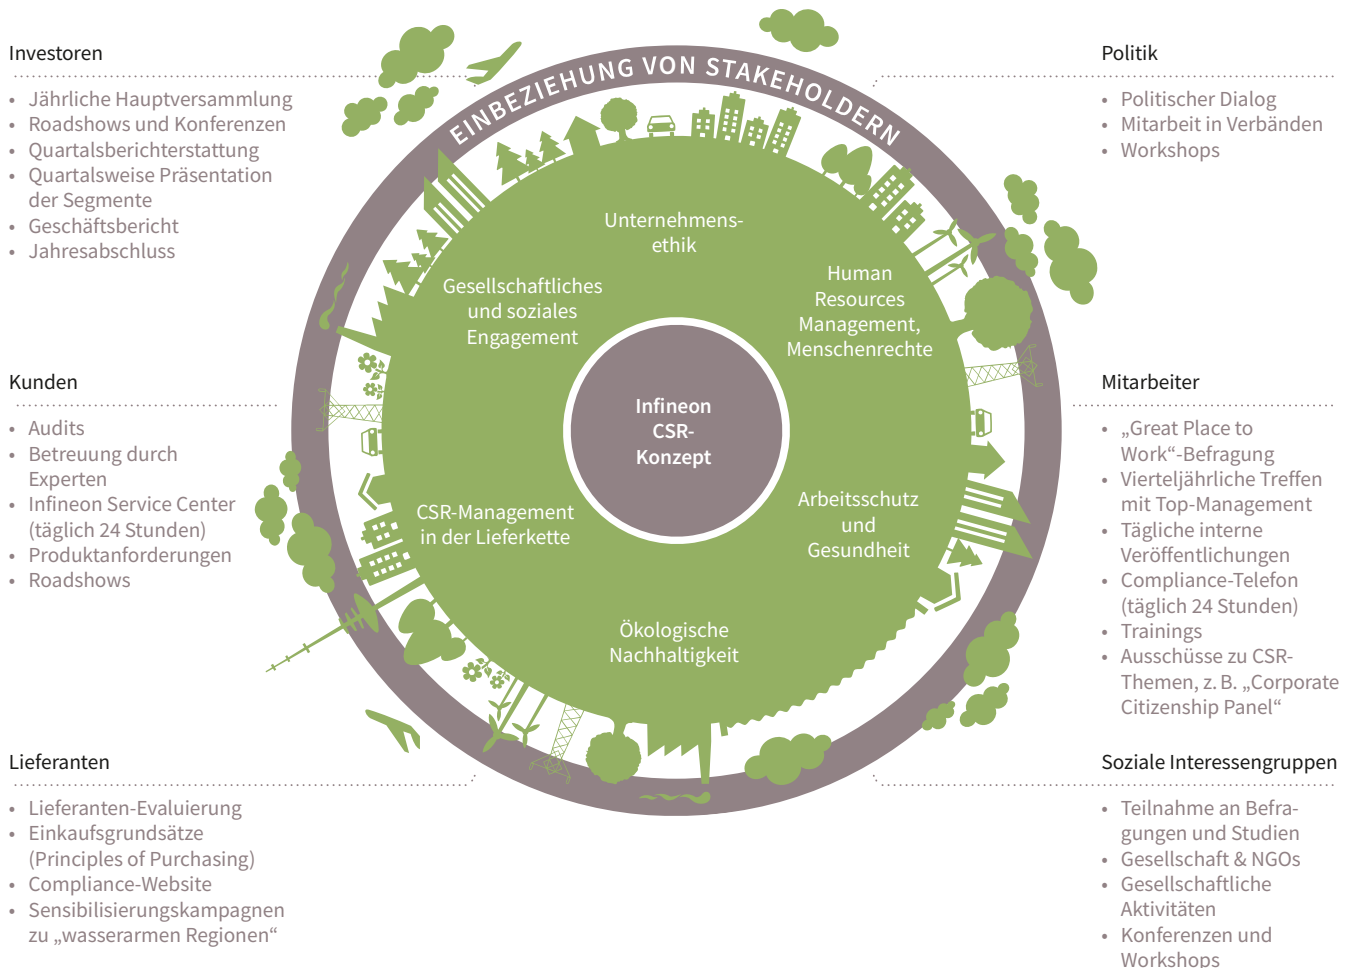 Investoren
• Jährliche Hauptversammlung
• Roadshows und Konferenzen
• Quartalsberichterstattung
• Quartalsweise Präsentation
der Segmente
• Geschäftsbericht
• Jahresabschluss
Kunden
• Audits
• Betreuung durch
Experten
• Infineon Service Center
(täglich 24 Stunden)
• Produktanforderungen
• Roadshows
Lieferanten
• Lieferanten-Evaluierung
• Einkaufsgrundsätze
(Principles of Purchasing)
• Compliance-Website
• Sensibilisierungskampagnen
zu „wasserarmen Regionen“
EINBEZIEHUNG VON STAKEHOLDERN
Unternehmens-
ethik
Gesellschaftliches
und soziales
Engagement
Human
Resources
Management,
Menschenrechte
Infineon
CSR-
Konzept
CSR-Management
in der Lieferkette
Arbeitsschutz
und
Gesundheit
Ökologische
Nachhaltigkeit
Politik
• Politischer Dialog
• Mitarbeit in Verbänden
• Workshops
Mitarbeiter
• „Great Place to
Work“-Befragung
• Vierteljährliche Treffen
mit Top-Management
• Tägliche interne
Veröffentlichungen
• Compliance-Telefon
(täglich 24 Stunden)
• Trainings
• Ausschüsse zu CSR-
Themen, z. B. „Corporate
Citizenship Panel“
Soziale Interessengruppen
• Teilnahme an Befra-
gungen und Studien
• Gesellschaft & NGOs
• Gesellschaftliche
Aktivitäten
• Konferenzen und
Workshops